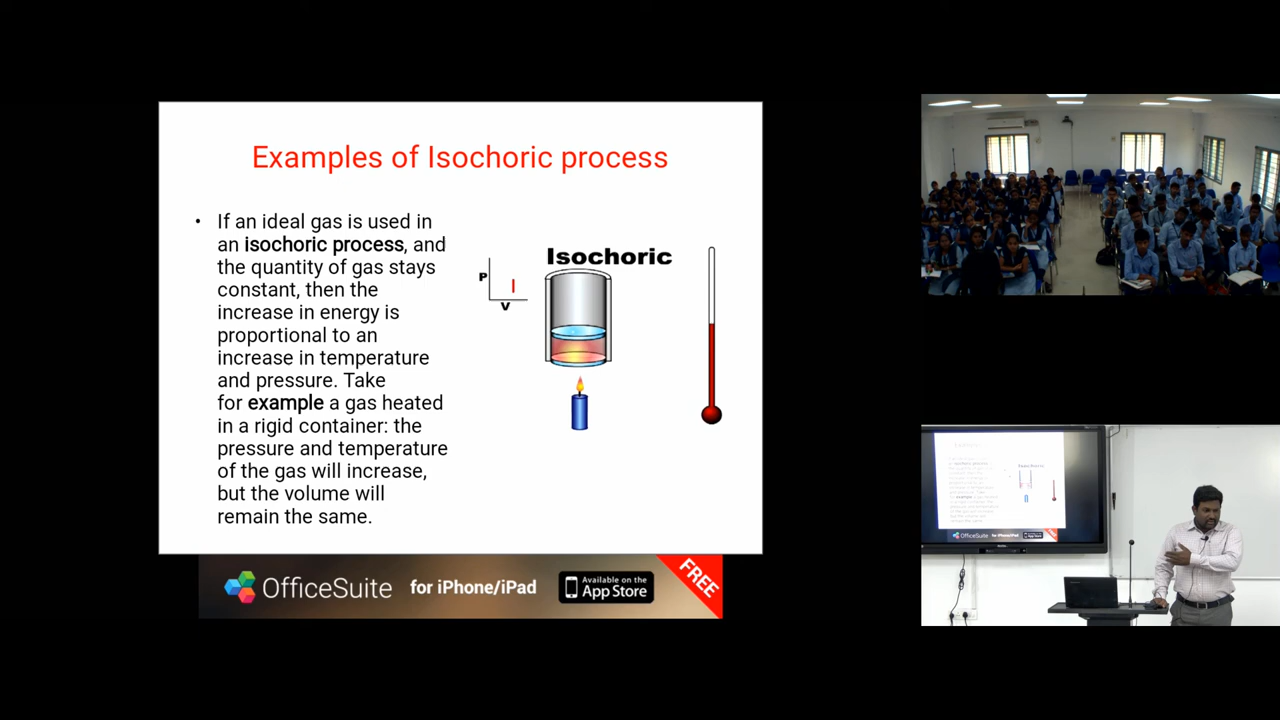 Examples of Isochoric process
• If an ideal gas is used in
an isochoric process, and
the quantity of gas stays
constant, then the
increase in energy is
proportional to an
increase in temperature
and pressure. Take
for example a gas heated
in a rigid container: the
pressure and temperature
of the gas will increase,
but the volume will
remain the same.
Isochoric
P
V
OfficeSuite
for iPhone/iPad
Available on the
App Store
FREE